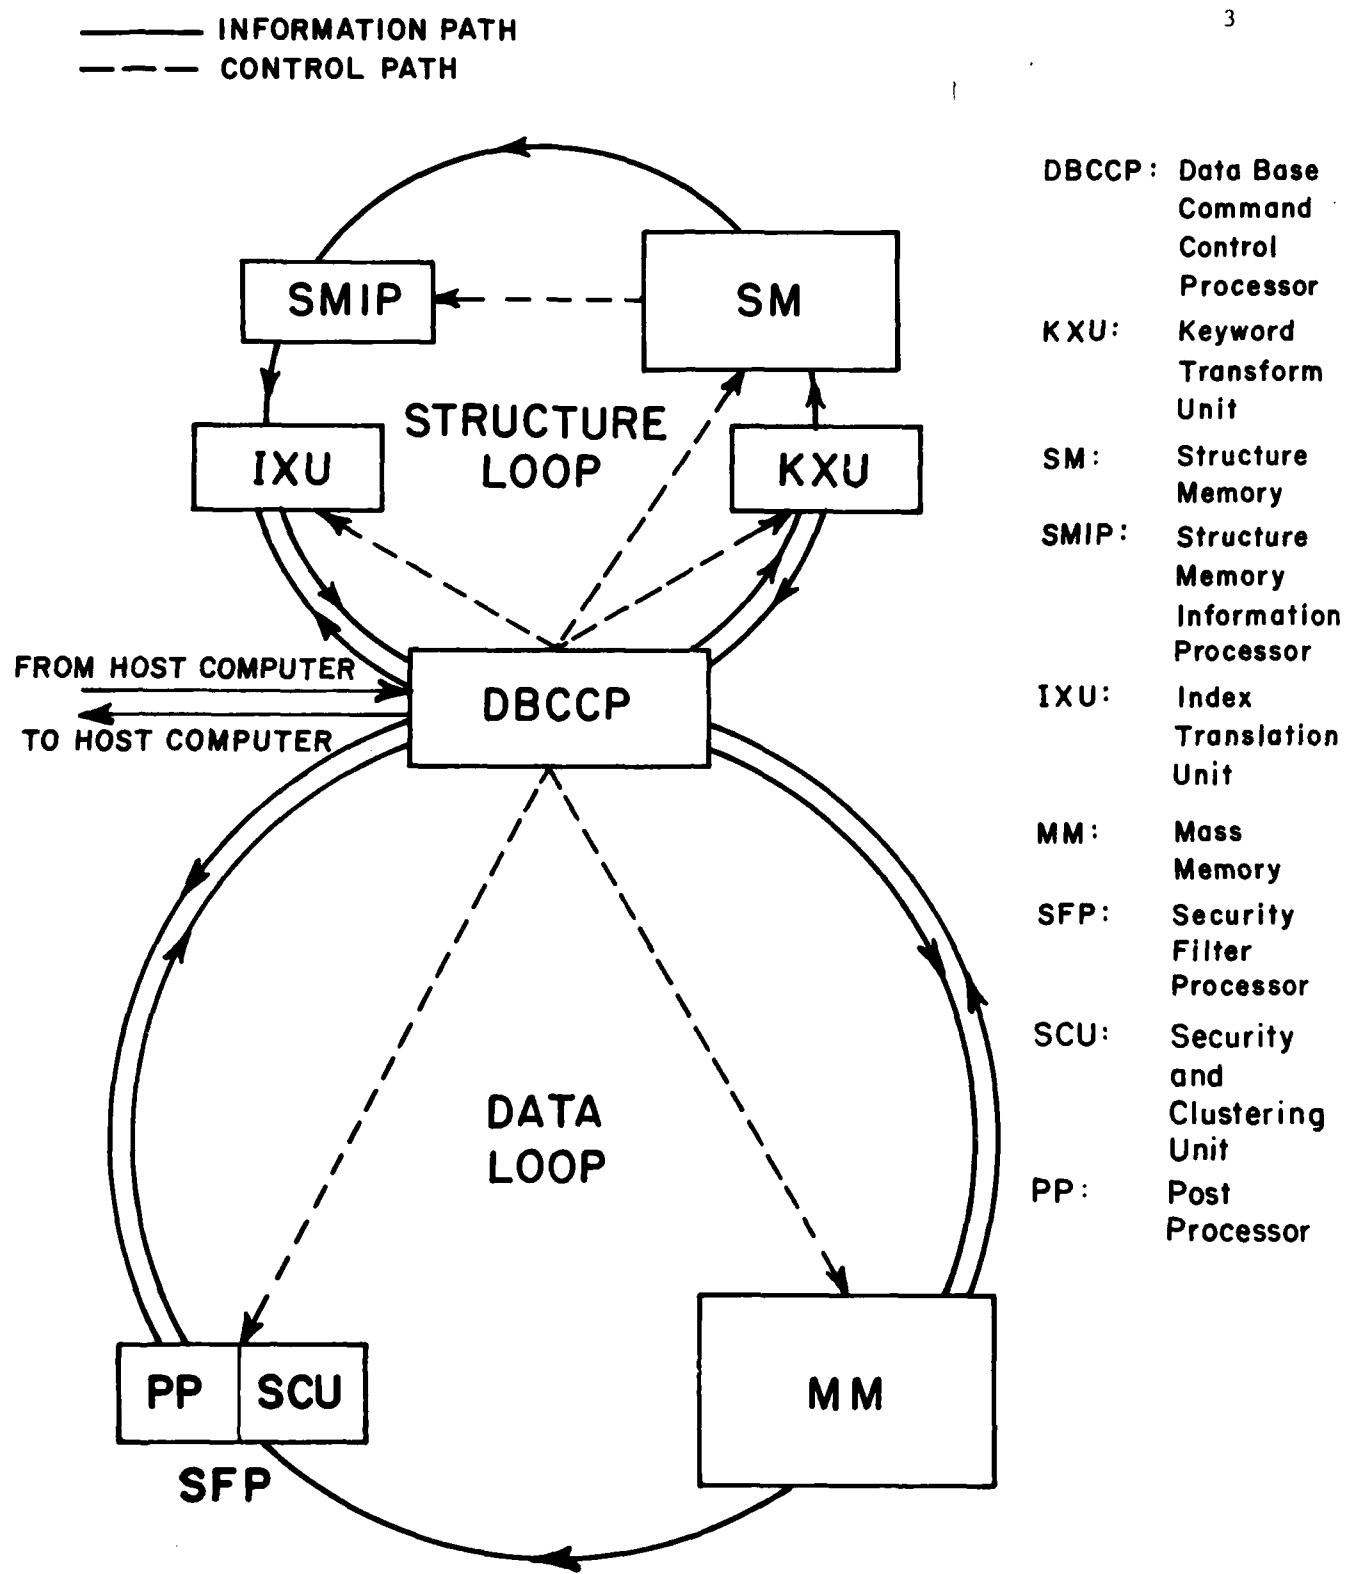 3
INFORMATION PATH
CONTROL PATH
SMIP
SM
STRUCTURE
LOOP
IXU
KXU
FROM HOST COMPUTER
TO HOST COMPUTER
DBCCP
DATA
LOOP
PP
SCU
SFP
MM
DBCCP: Data Base
Command
Control
Processor
KXU: Keyword
Transform
Unit
SM: Structure
Memory
SMIP: Structure
Memory
Information
Processor
IXU: Index
Translation
Unit
MM: Mass
Memory
SFP: Security
Filter
Processor
SCU: Security
and
Clustering
Unit
PP: Post
Processor